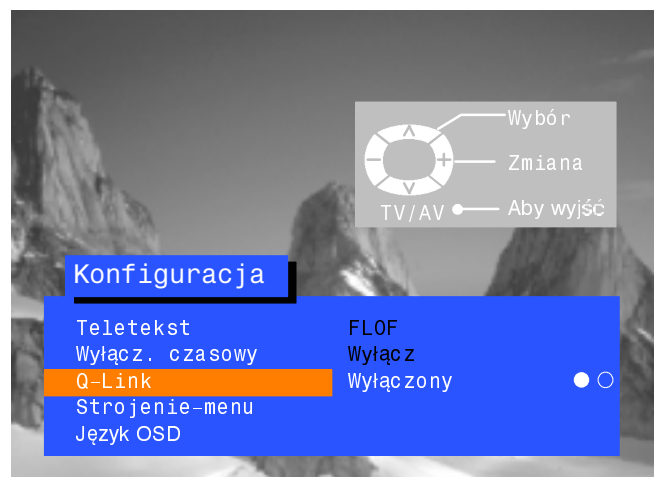 Wybór
Zmiana
TV/AV Aby wyjść
Konfiguracja
Teletekst FLOF
Wyłącz. czasowy Wyłącz
Q-Link Wyłączony
Strojenie-menu
Język OSD